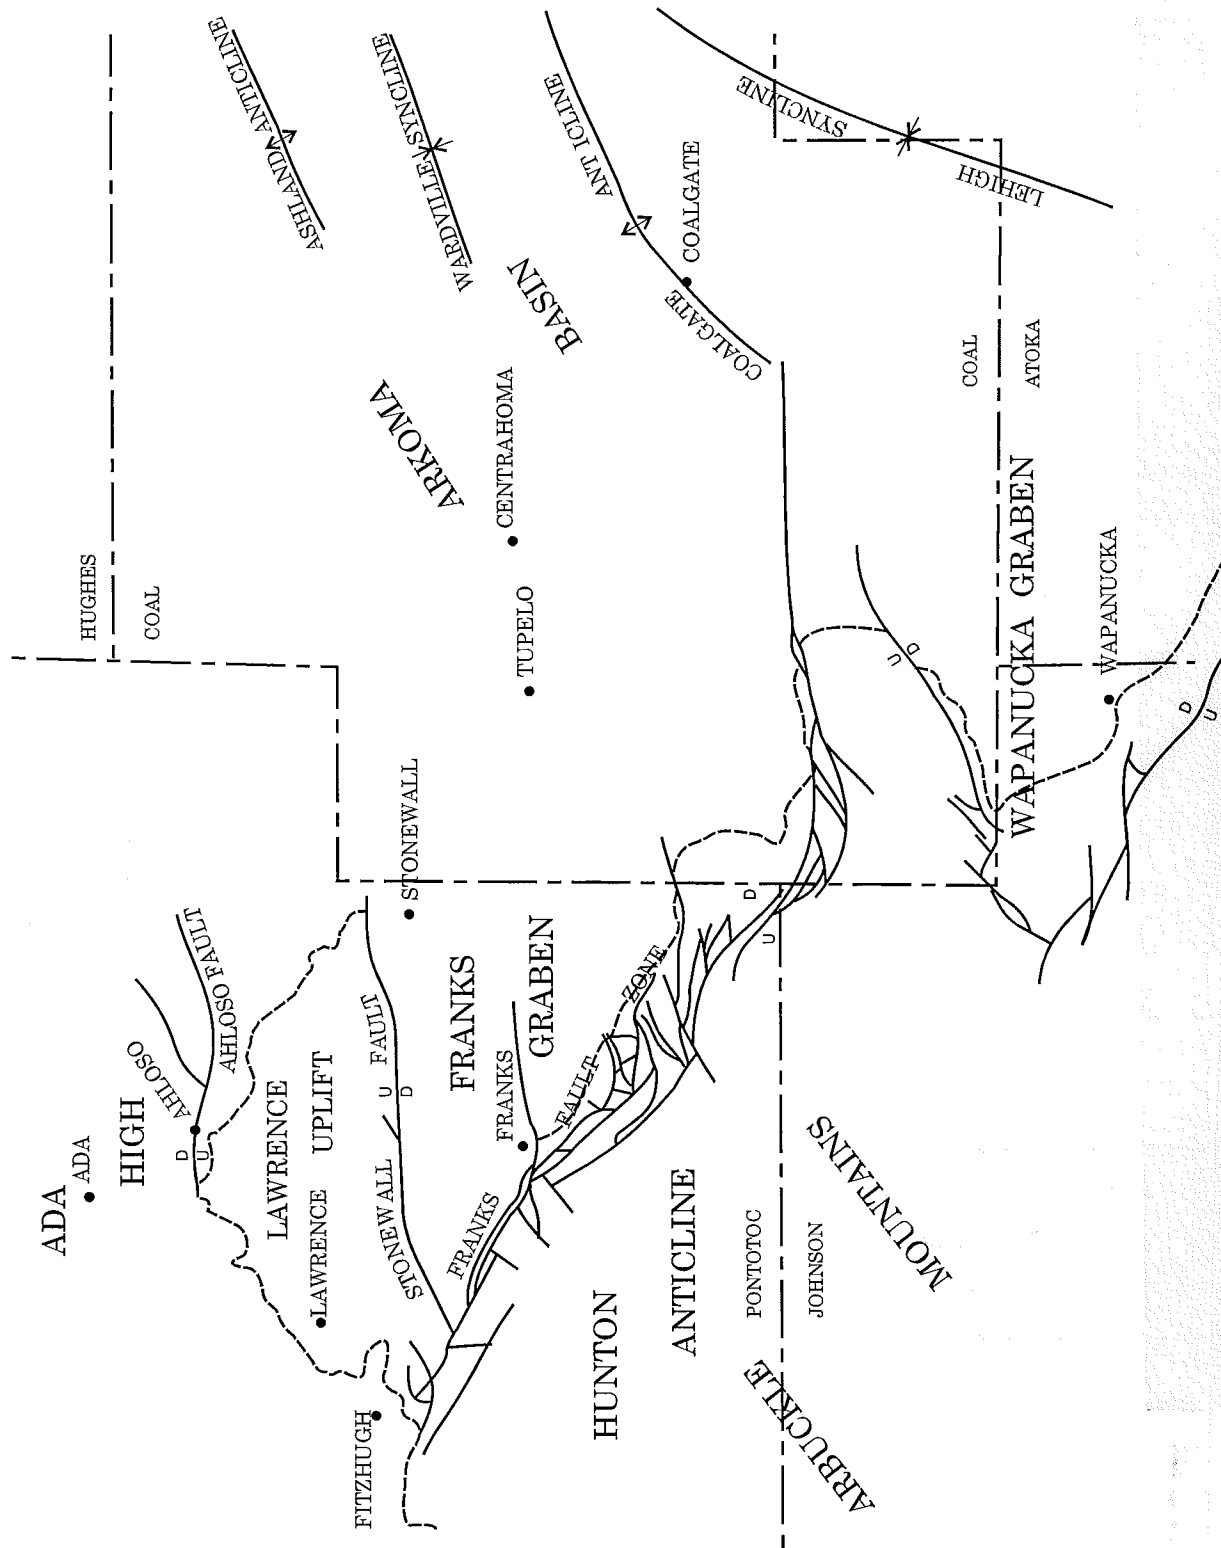 ADA
HIGH
ADA
AHLOSO
AHLOSO FAULT
D
U
LAWRENCE
UPLIFT
LAWRENCE
FITZHUGH
STONEWALL FAULT
U
D
STONEWALL
FRANKS
GRABEN
FRANKS
FRANKS FAULT ZONE
U
D
HUNTON
ANTICLINE
PONTOTOC
JOHNSON
ARBUCKLE MOUNTAINS
HUGHES
COAL
ASHLAND ANTICLINE
WARDVILLE SYNCLINE
ARKOMA BASIN
TUPELO
CENTRAHOMA
COALGATE ANT ICLINE
COALGATE
LEHIGH SYNCLINE
COAL
ATOKA
U
D
WAPANUCKA GRABEN
WAPANUCKA
D
U